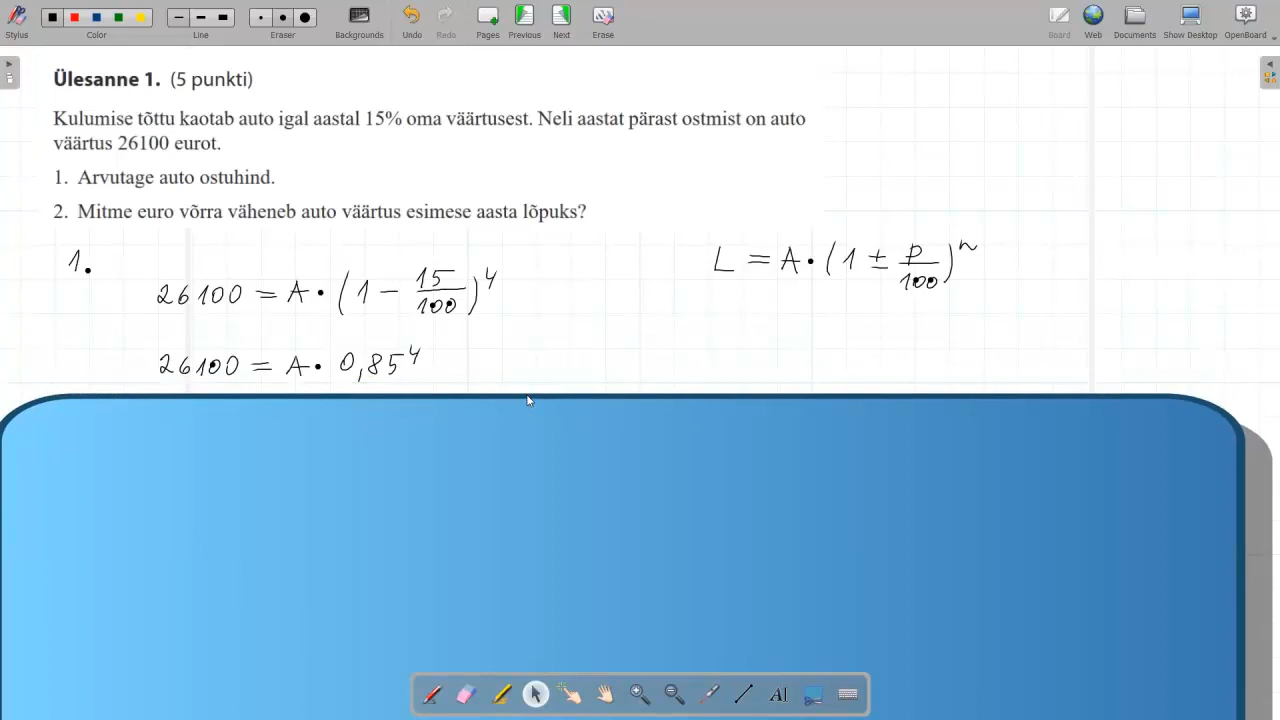 Stylus Color Line Eraser Backgrounds Undo Redo Pages Previous Next Erase Board Web Documents Show Desktop OpenBoard
Ülesanne 1. (5 punkti)
Kulumise tõttu kaotab auto igal aastal 15% oma väärtusest. Neli aastat pärast ostmist on auto
väärtus 26100 eurot.
1. Arvutage auto ostuhind.
2. Mitme euro võrra väheneb auto väärtus esimese aasta lõpuks?
1.
L = A · (1 ± p/100)^n
26100 = A · (1 − 15/100)^4
26100 = A · 0,85^4
AI